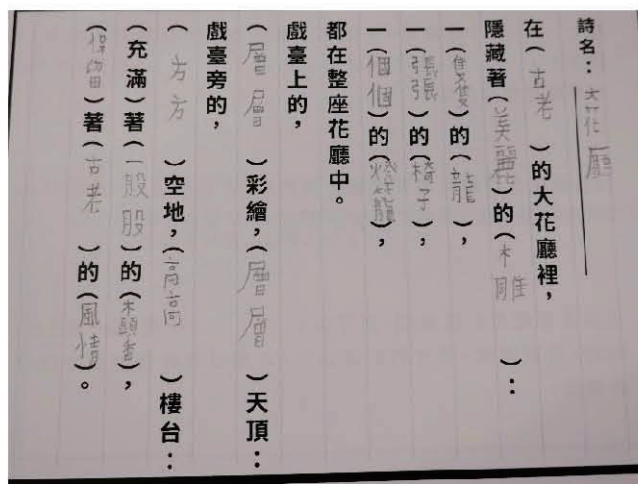 詩名：大花廳
在(古老)的大花廳裡，
隱藏著(美麗)的(木雕)：
一(隻隻)的(龍)，
一(張張)的(椅子)，
一(個個)的(燈籠)，
都在整座花廳中。
戲臺上的，
(層層)彩繪，(層層)天頂：
戲臺旁的，
(方方)空地，(高高)樓台：
(充滿)著(一股股)的(木頭香)，
(保留)著(古老)的(風情)。